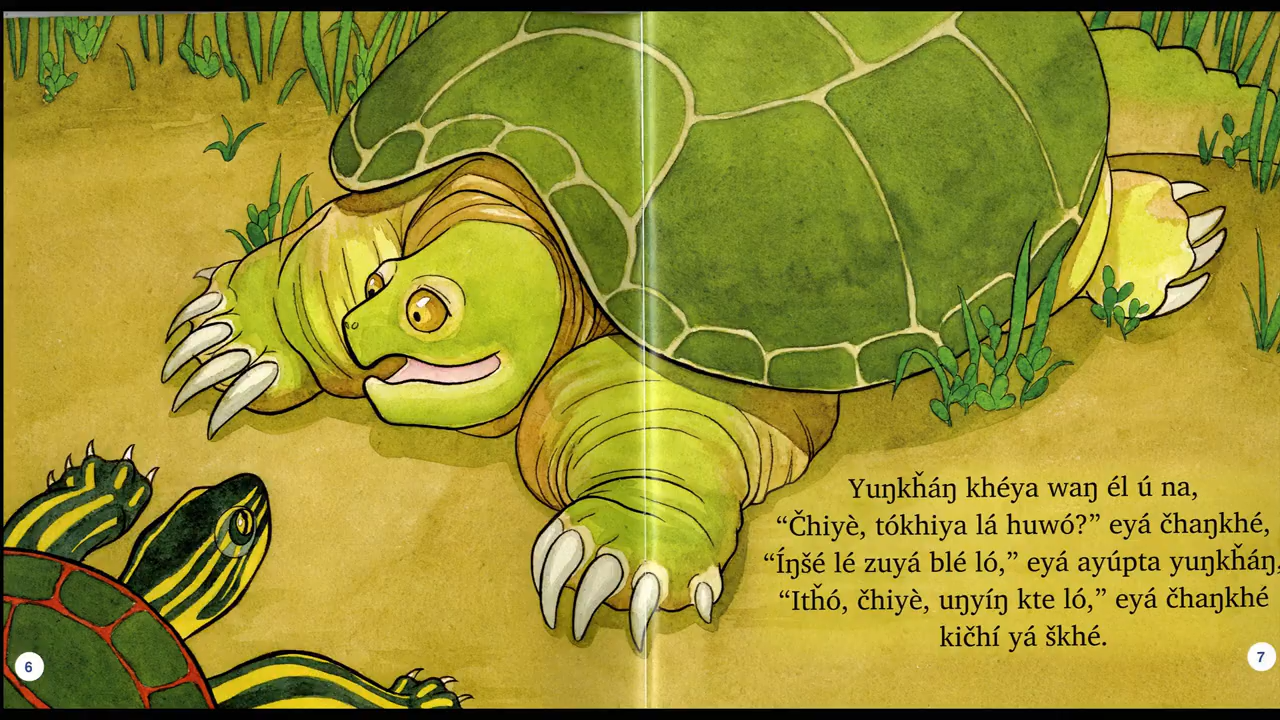 Yuŋkȟáŋ khéya waŋ él ú na,
“Čhiyè, tókhiya lá huwó?” eyá čhaŋkhé,
“Íŋšé lé zuyá blé ló,” eyá ayúpta yuŋkȟáŋ,
“Itȟó, čhiyè, uŋyíŋ kte ló,” eyá čhaŋkhé
kičhí yá škhé.
6
7